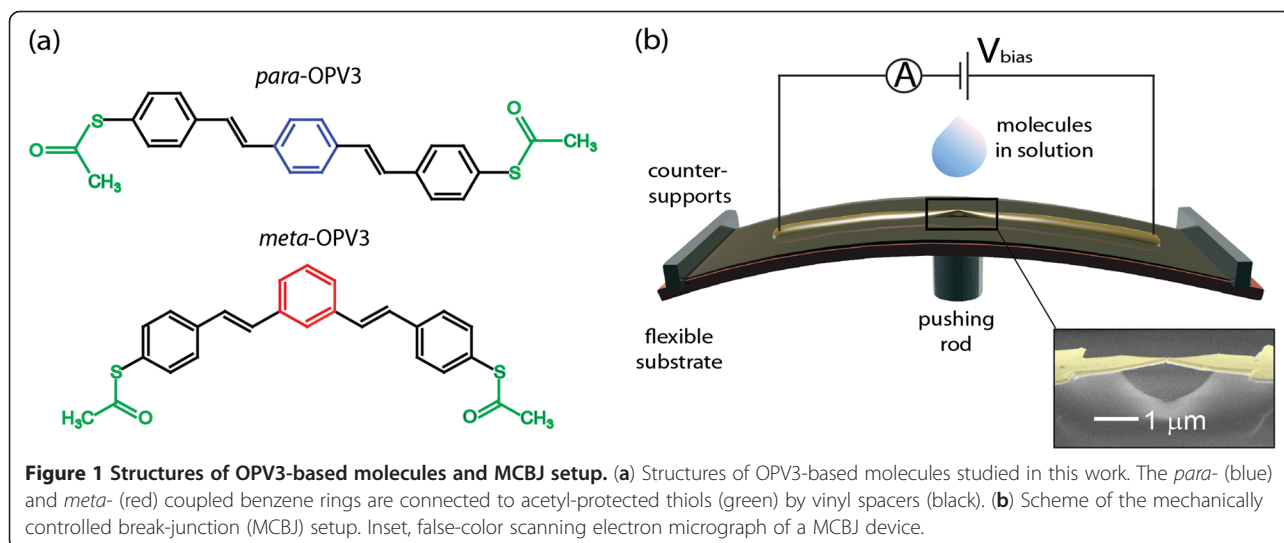 (a)
para-OPV3
O
S
CH₃
O
CH₃
S
meta-OPV3
S
H₃C
O
S
O
CH₃
(b)
A
Vbias
molecules
in solution
counter-
supports
flexible
substrate
pushing
rod
1 μm
Figure 1 Structures of OPV3-based molecules and MCBJ setup. (a) Structures of OPV3-based molecules studied in this work. The para- (blue)
and meta- (red) coupled benzene rings are connected to acetyl-protected thiols (green) by vinyl spacers (black). (b) Scheme of the mechanically
controlled break-junction (MCBJ) setup. Inset, false-color scanning electron micrograph of a MCBJ device.